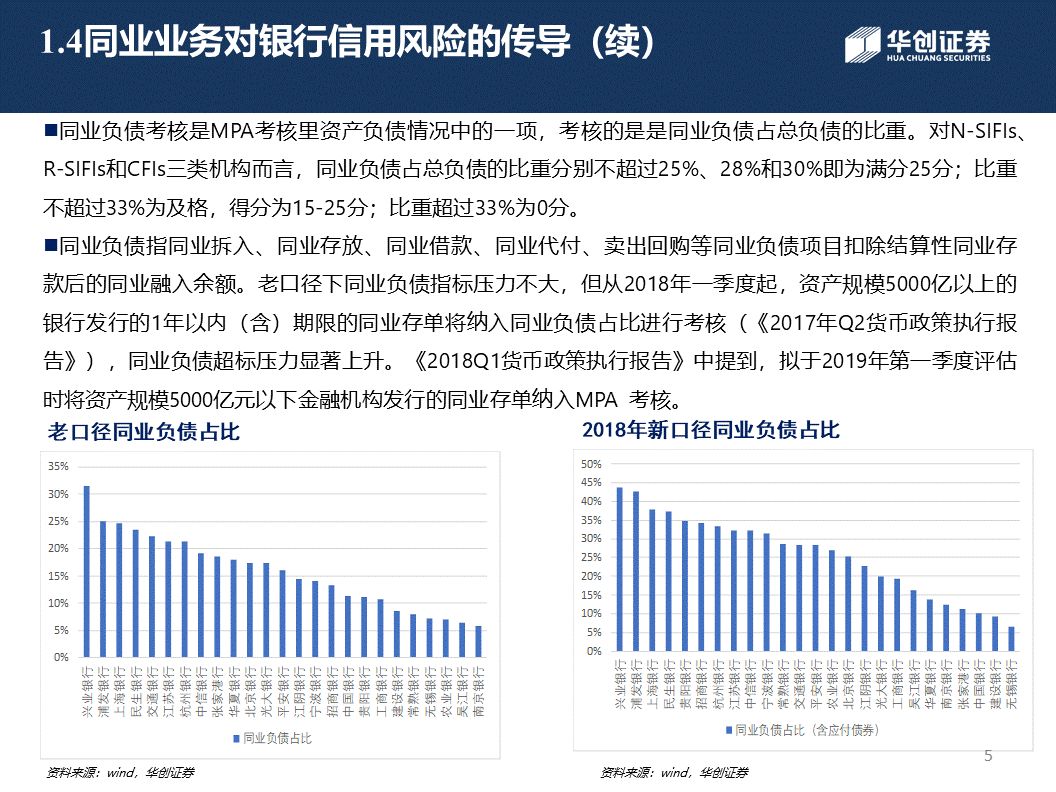 1.4同业业务对银行信用风险的传导（续）
华创证券
HUA CHUANG SECURITIES
■同业负债考核是MPA考核里资产负债情况中的一项，考核的是是同业负债占总负债的比重。对N-SIFIs、
R-SIFIs和CFIs三类机构而言，同业负债占总负债的比重分别不超过25%、28%和30%即为满分25分；比重
不超过33%为及格，得分为15-25分；比重超过33%为0分。
■同业负债指同业拆入、同业存放、同业借款、同业代付、卖出回购等同业负债项目扣除结算性同业存
款后的同业融入余额。老口径下同业负债指标压力不大，但从2018年一季度起，资产规模5000亿以上的
银行发行的1年以内（含）期限的同业存单将纳入同业负债占比进行考核（《2017年Q2货币政策执行报
告》），同业负债超标压力显著上升。《2018Q1货币政策执行报告》中提到，拟于2019年第一季度评估
时将资产规模5000亿元以下金融机构发行的同业存单纳入MPA 考核。
老口径同业负债占比
35%
30%
25%
20%
15%
10%
5%
0%
兴业银行
浦发银行
上海银行
民生银行
交通银行
江苏银行
杭州银行
中信银行
张家港行
华夏银行
北京银行
光大银行
平安银行
江阴银行
宁波银行
招商银行
中国银行
贵阳银行
工商银行
建设银行
常熟银行
无锡银行
农业银行
吴江银行
南京银行
同业负债占比
资料来源：wind，华创证券
2018年新口径同业负债占比
50%
45%
40%
35%
30%
25%
20%
15%
10%
5%
0%
兴业银行
浦发银行
上海银行
民生银行
贵阳银行
招商银行
杭州银行
江苏银行
中信银行
宁波银行
常熟银行
交通银行
平安银行
农业银行
北京银行
江阴银行
光大银行
工商银行
吴江银行
华夏银行
南京银行
张家港行
中国银行
建设银行
无锡银行
同业负债占比（含应付债券）
资料来源：wind，华创证券
5